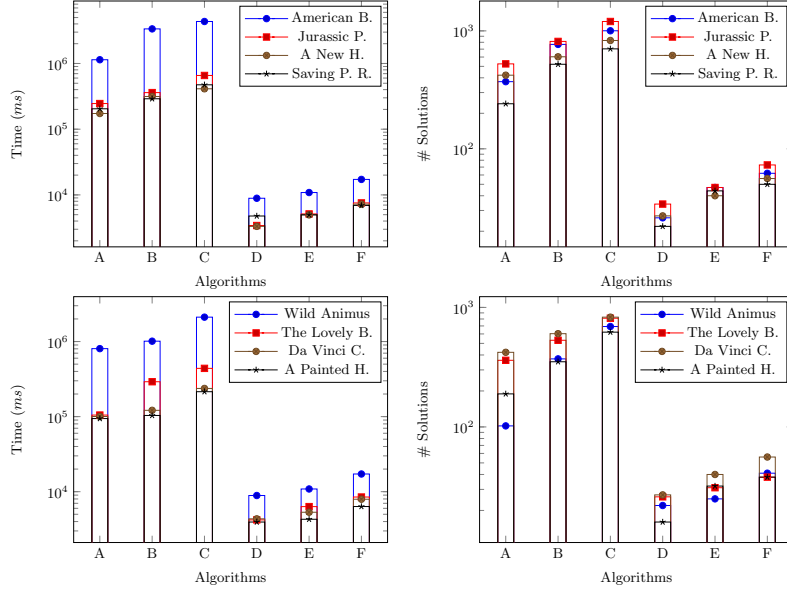 American B.
Jurassic P.
A New H.
Saving P. R.
10^6
10^5
10^4
Time (ms)
A B C D E F
Algorithms
American B.
Jurassic P.
A New H.
Saving P. R.
10^3
10^2
# Solutions
A B C D E F
Algorithms
Wild Animus
The Lovely B.
Da Vinci C.
A Painted H.
10^6
10^5
10^4
Time (ms)
A B C D E F
Algorithms
Wild Animus
The Lovely B.
Da Vinci C.
A Painted H.
10^3
10^2
# Solutions
A B C D E F
Algorithms